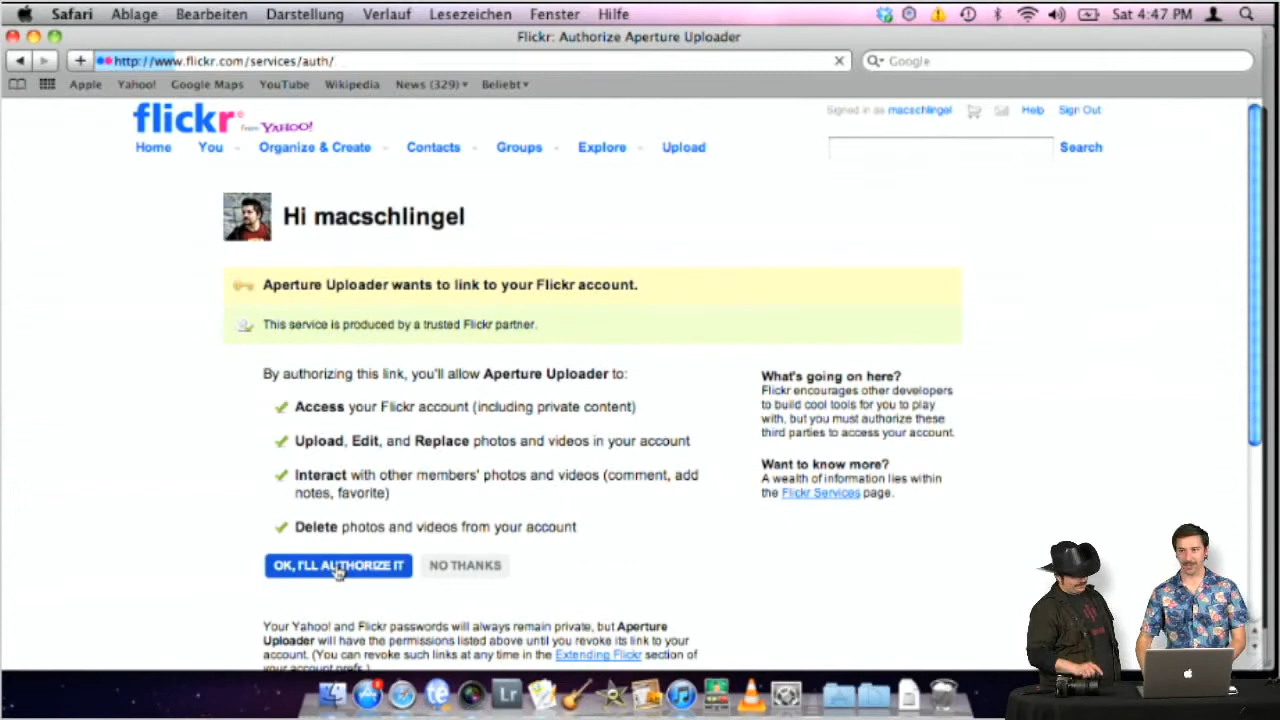 Safari Ablage Bearbeiten Darstellung Verlauf Lesezeichen Fenster Hilfe Sat 4:47 PM
Flickr: Authorize Aperture Uploader
http://www.flickr.com/services/auth/ Google
Apple Yahoo! Google Maps YouTube Wikipedia News (329) Beliebt
flickr from YAHOO!
Signed in as macschlingel Help Sign Out
Home You Organize & Create Contacts Groups Explore Upload Search
Hi macschlingel
Aperture Uploader wants to link to your Flickr account.
This service is produced by a trusted Flickr partner.
By authorizing this link, you'll allow Aperture Uploader to:
Access your Flickr account (including private content)
Upload, Edit, and Replace photos and videos in your account
Interact with other members' photos and videos (comment, add
notes, favorite)
Delete photos and videos from your account
OK, I'LL AUTHORIZE IT NO THANKS
Your Yahoo! and Flickr passwords will always remain private, but Aperture
Uploader will have the permissions listed above until you revoke its link to your
account. (You can revoke such links at any time in the Extending Flickr section of
your account prefs.)
What's going on here?
Flickr encourages other developers
to build cool tools for you to play
with, but you must authorize these
third parties to access your account.
Want to know more?
A wealth of information lies within
the Flickr Services page.
Lr